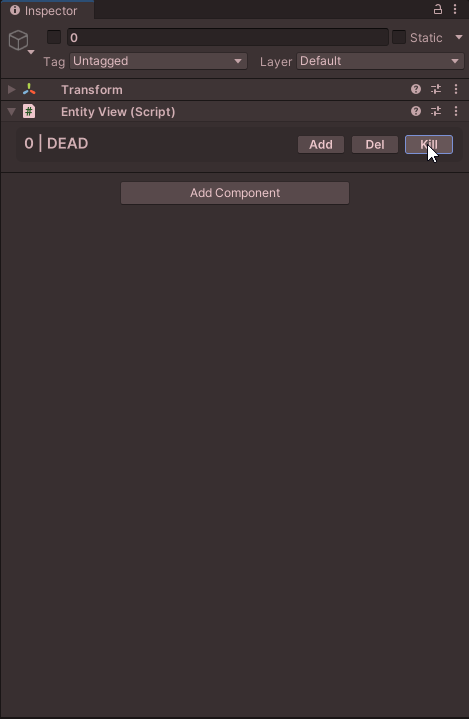 Inspector
0 Static
Tag Untagged Layer Default
Transform
# Entity View (Script)
0 | DEAD Add Del Kill
Add Component